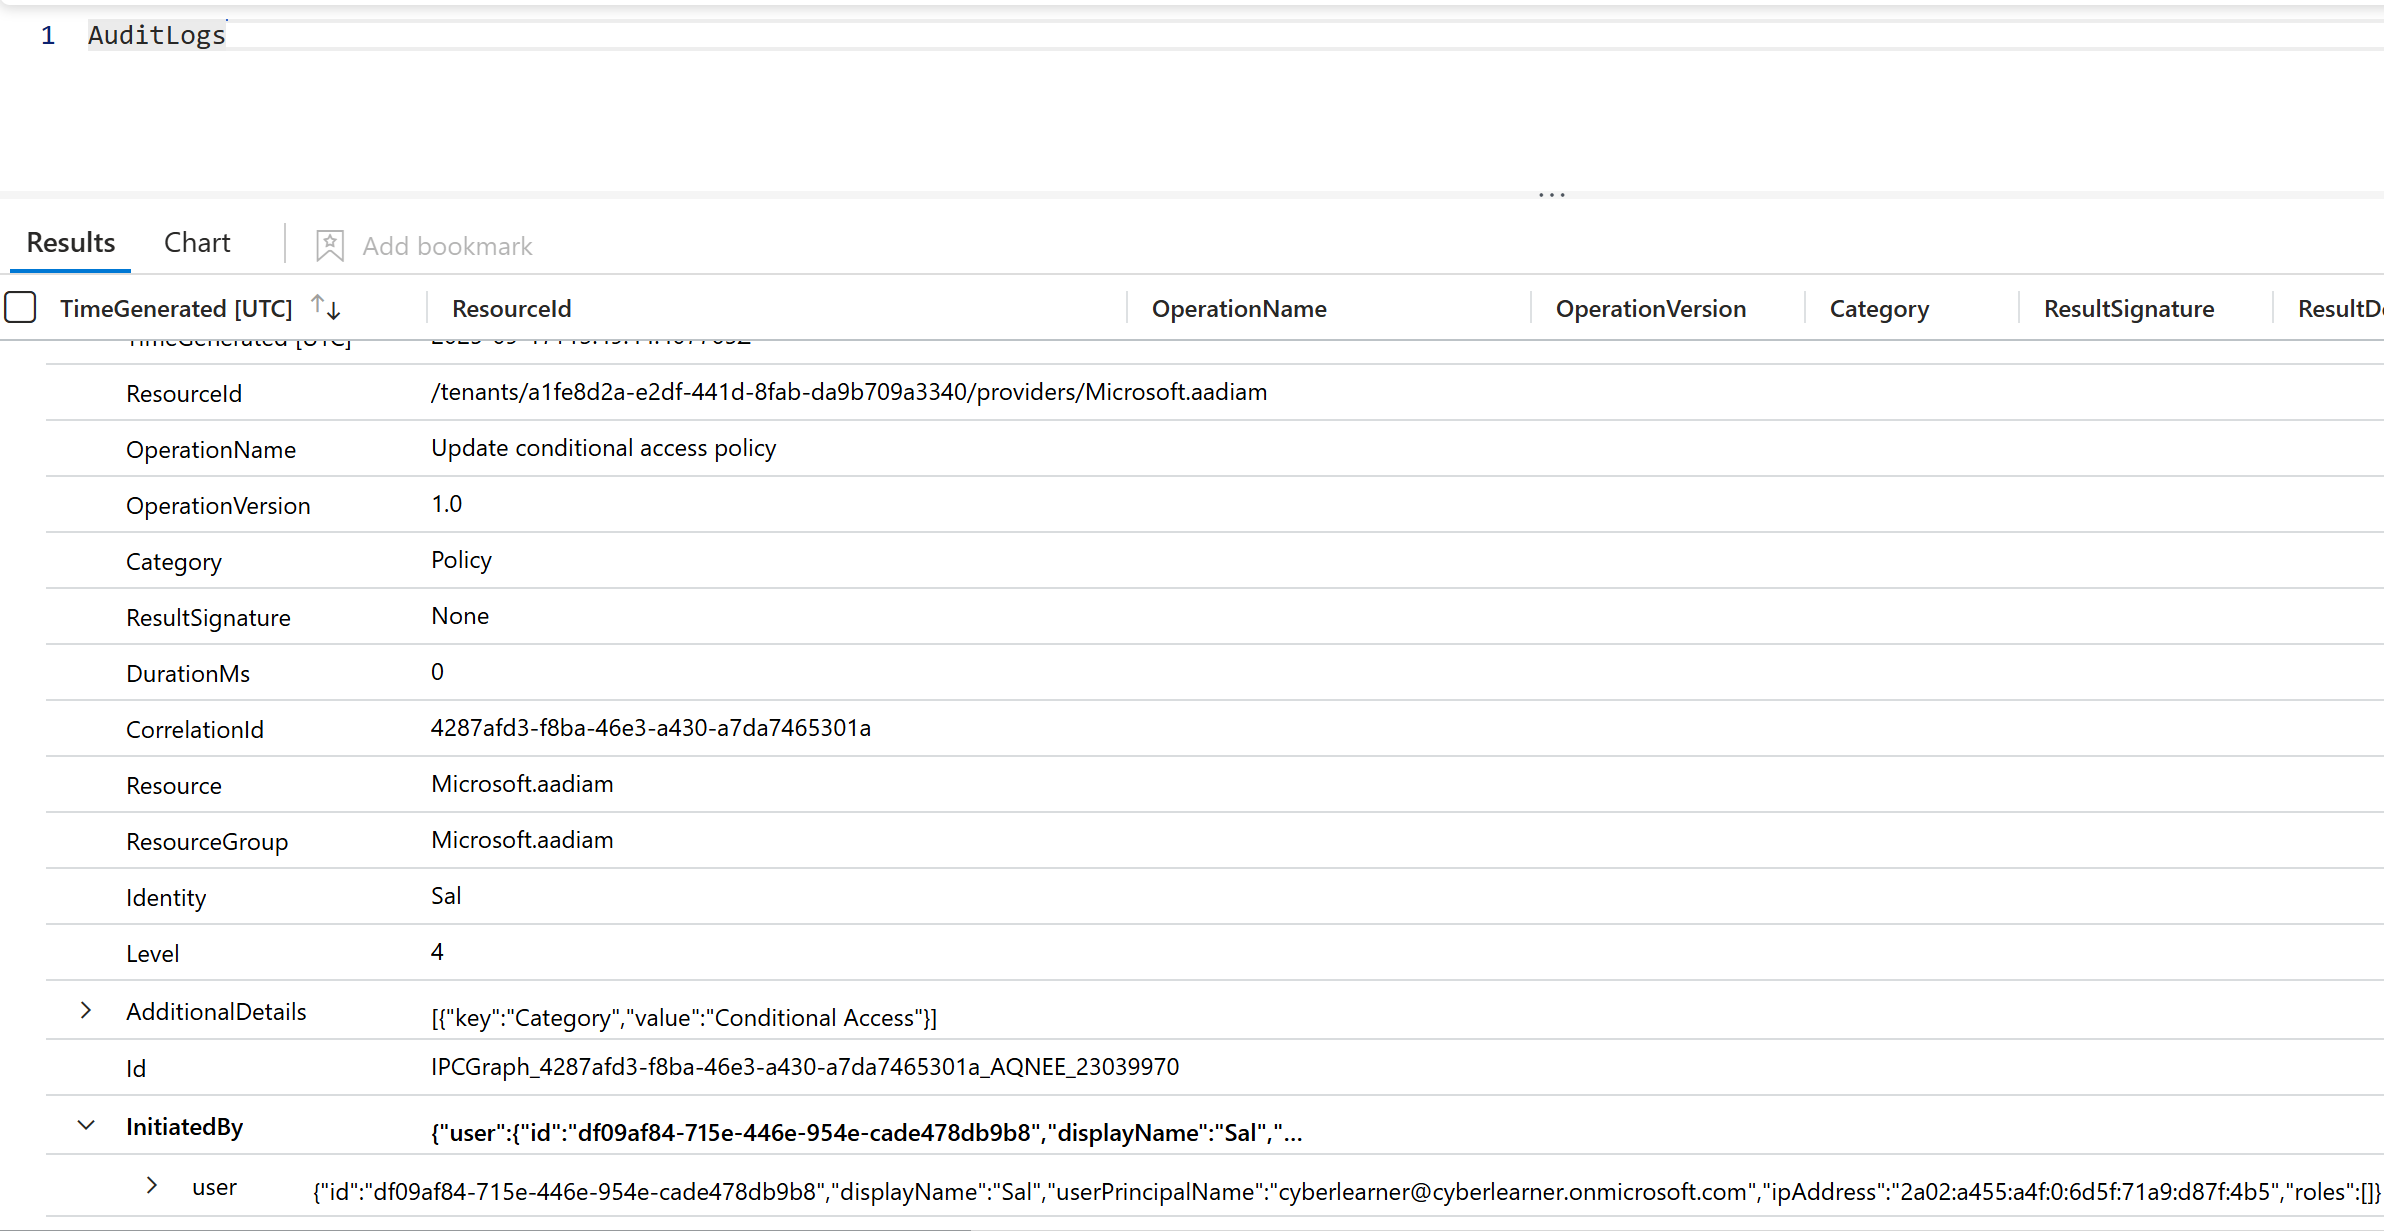 1 AuditLogs
...
Results Chart Add bookmark
TimeGenerated [UTC] ResourceId OperationName OperationVersion Category ResultSignature ResultDe
TimeGenerated [UTC]
ResourceId /tenants/a1fe8d2a-e2df-441d-8fab-da9b709a3340/providers/Microsoft.aadiam
OperationName Update conditional access policy
OperationVersion 1.0
Category Policy
ResultSignature None
DurationMs 0
CorrelationId 4287afd3-f8ba-46e3-a430-a7da7465301a
Resource Microsoft.aadiam
ResourceGroup Microsoft.aadiam
Identity Sal
Level 4
AdditionalDetails [{"key":"Category","value":"Conditional Access"}]
Id IPCGraph_4287afd3-f8ba-46e3-a430-a7da7465301a_AQNEE_23039970
InitiatedBy {"user":{"id":"df09af84-715e-446e-954e-cade478db9b8","displayName":"Sal","...
user {"id":"df09af84-715e-446e-954e-cade478db9b8","displayName":"Sal","userPrincipalName":"cyberlearner@cyberlearner.onmicrosoft.com","ipAddress":"2a02:a455:a4f:0:6d5f:71a9:d87f:4b5","roles":[]}